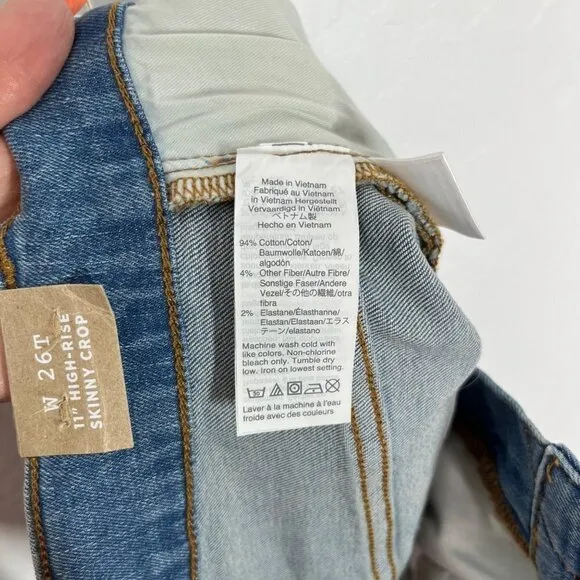 Made in Vietnam
Fabriqué au Vietnam
in Vietnam Hergestellt
Vervaardigd in Vietnam
ベトナム製
Hecho en Vietnam
94% Cotton/Coton/
Baumwolle/Katoen/綿/
algodón
4% Other Fiber/Autre Fibre/
Sonstige Faser/Andere
Vezel/その他の繊維/otra
fibra
2% Elastane/Élasthanne/
Elastan/Elastaan/エラス
テーン/elastano
Machine wash cold with
like colors. Non-chlorine
bleach only. Tumble dry
low. iron on lowest setting.
30
Laver à la machine à l'eau
froide avec des couleurs
W 26T
11" HIGH-RISE
SKINNY CROP